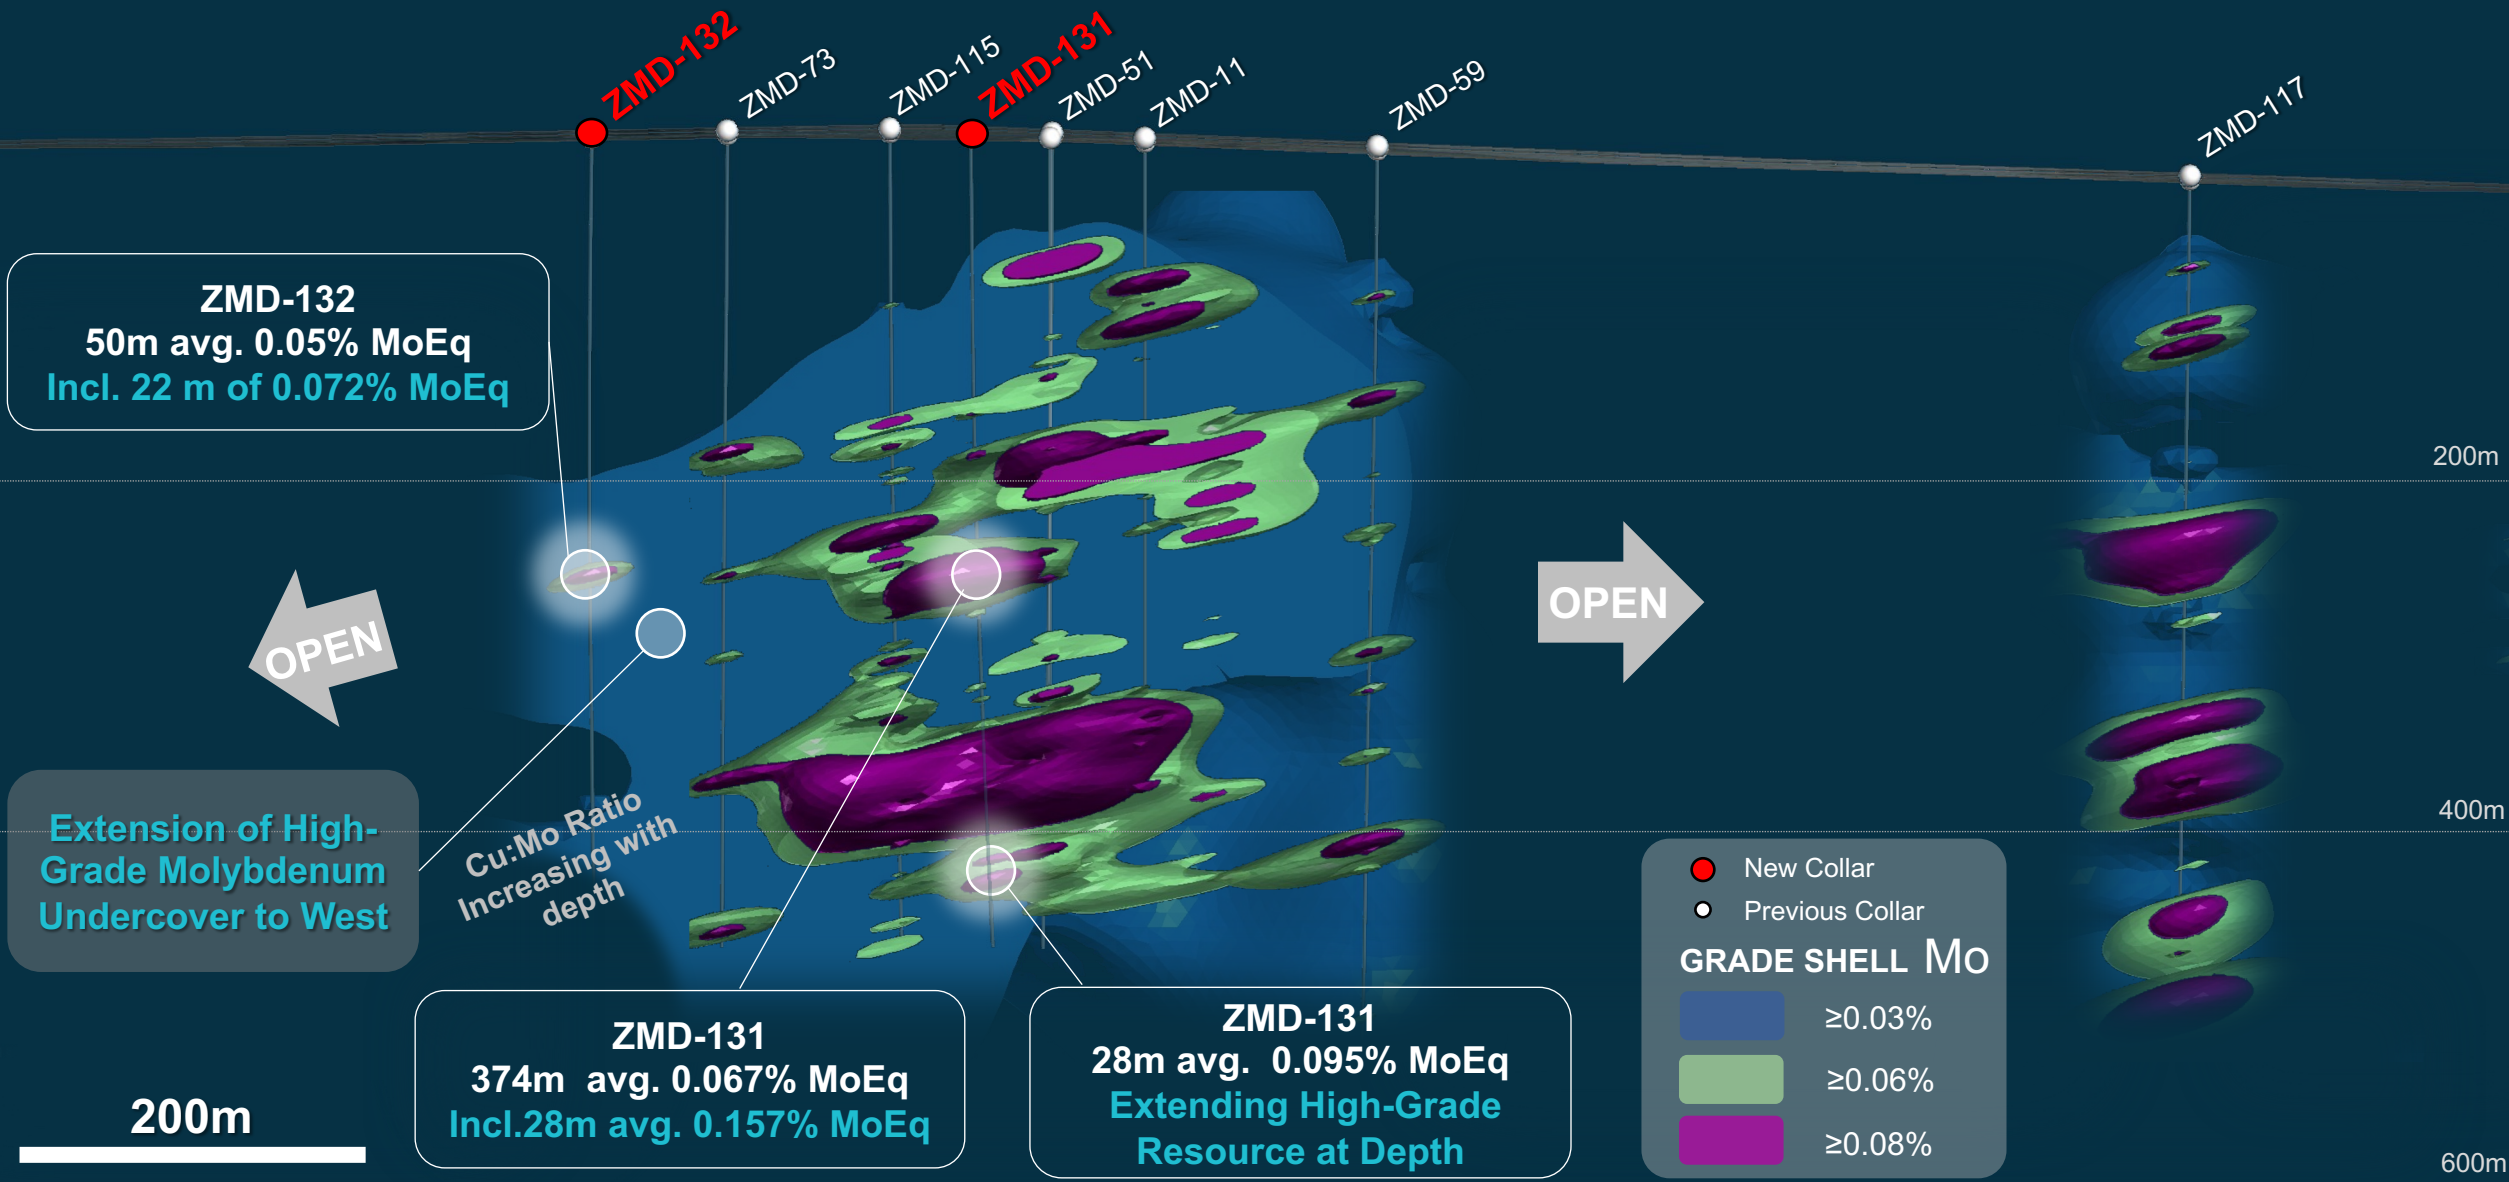 ZMD-132
ZMD-73
ZMD-115
ZMD-131
ZMD-51
ZMD-11
ZMD-59
ZMD-117
ZMD-132
50m avg. 0.05% MoEq
Incl. 22 m of 0.072% MoEq
200m
OPEN
OPEN
Extension of High-
Grade Molybdenum
Undercover to West
Cu:Mo Ratio
Increasing with
depth
400m
ZMD-131
374m avg. 0.067% MoEq
Incl.28m avg. 0.157% MoEq
ZMD-131
28m avg. 0.095% MoEq
Extending High-Grade
Resource at Depth
New Collar
Previous Collar
GRADE SHELL Mo
≥0.03%
≥0.06%
≥0.08%
200m
600m